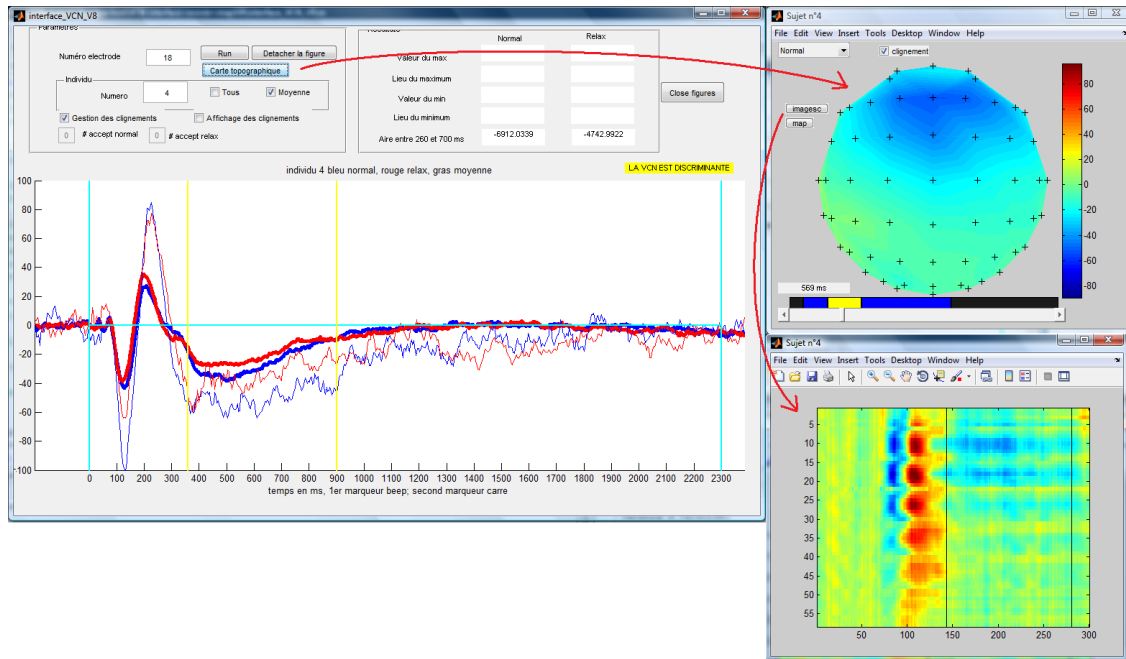 interface_VCN_V8
Parametres
Numéro electrode
18
Run
Detacher la figure
Carte topographique
Individu
Numero
4
Tous
Moyenne
Gestion des clignements
Affichage des clignements
0
# accept normal
0
# accept relax
Resultats
Normal
Relax
Valeur du max
Lieu du maximum
Valeur du min
Lieu du minimum
Aire entre 260 et 700 ms
-6912.0339
-4742.9922
Close figures
individu 4 bleu normal, rouge relax, gras moyenne
LA VCN EST DISCRIMINANTE
100
80
60
40
20
0
-20
-40
-60
-80
-100
0 100 200 300 400 500 600 700 800 900 1000 1100 1200 1300 1400 1500 1600 1700 1800 1900 2000 2100 2200 2300
temps en ms, 1er marqueur beep; second marqueur carre
Sujet n°4
File Edit View Insert Tools Desktop Window Help
Normal
clignement
imagesc
map
569 ms
80
60
40
20
0
-20
-40
-60
-80
Sujet n°4
File Edit View Insert Tools Desktop Window Help
5
10
15
20
25
30
35
40
45
50
55
50 100 150 200 250 300